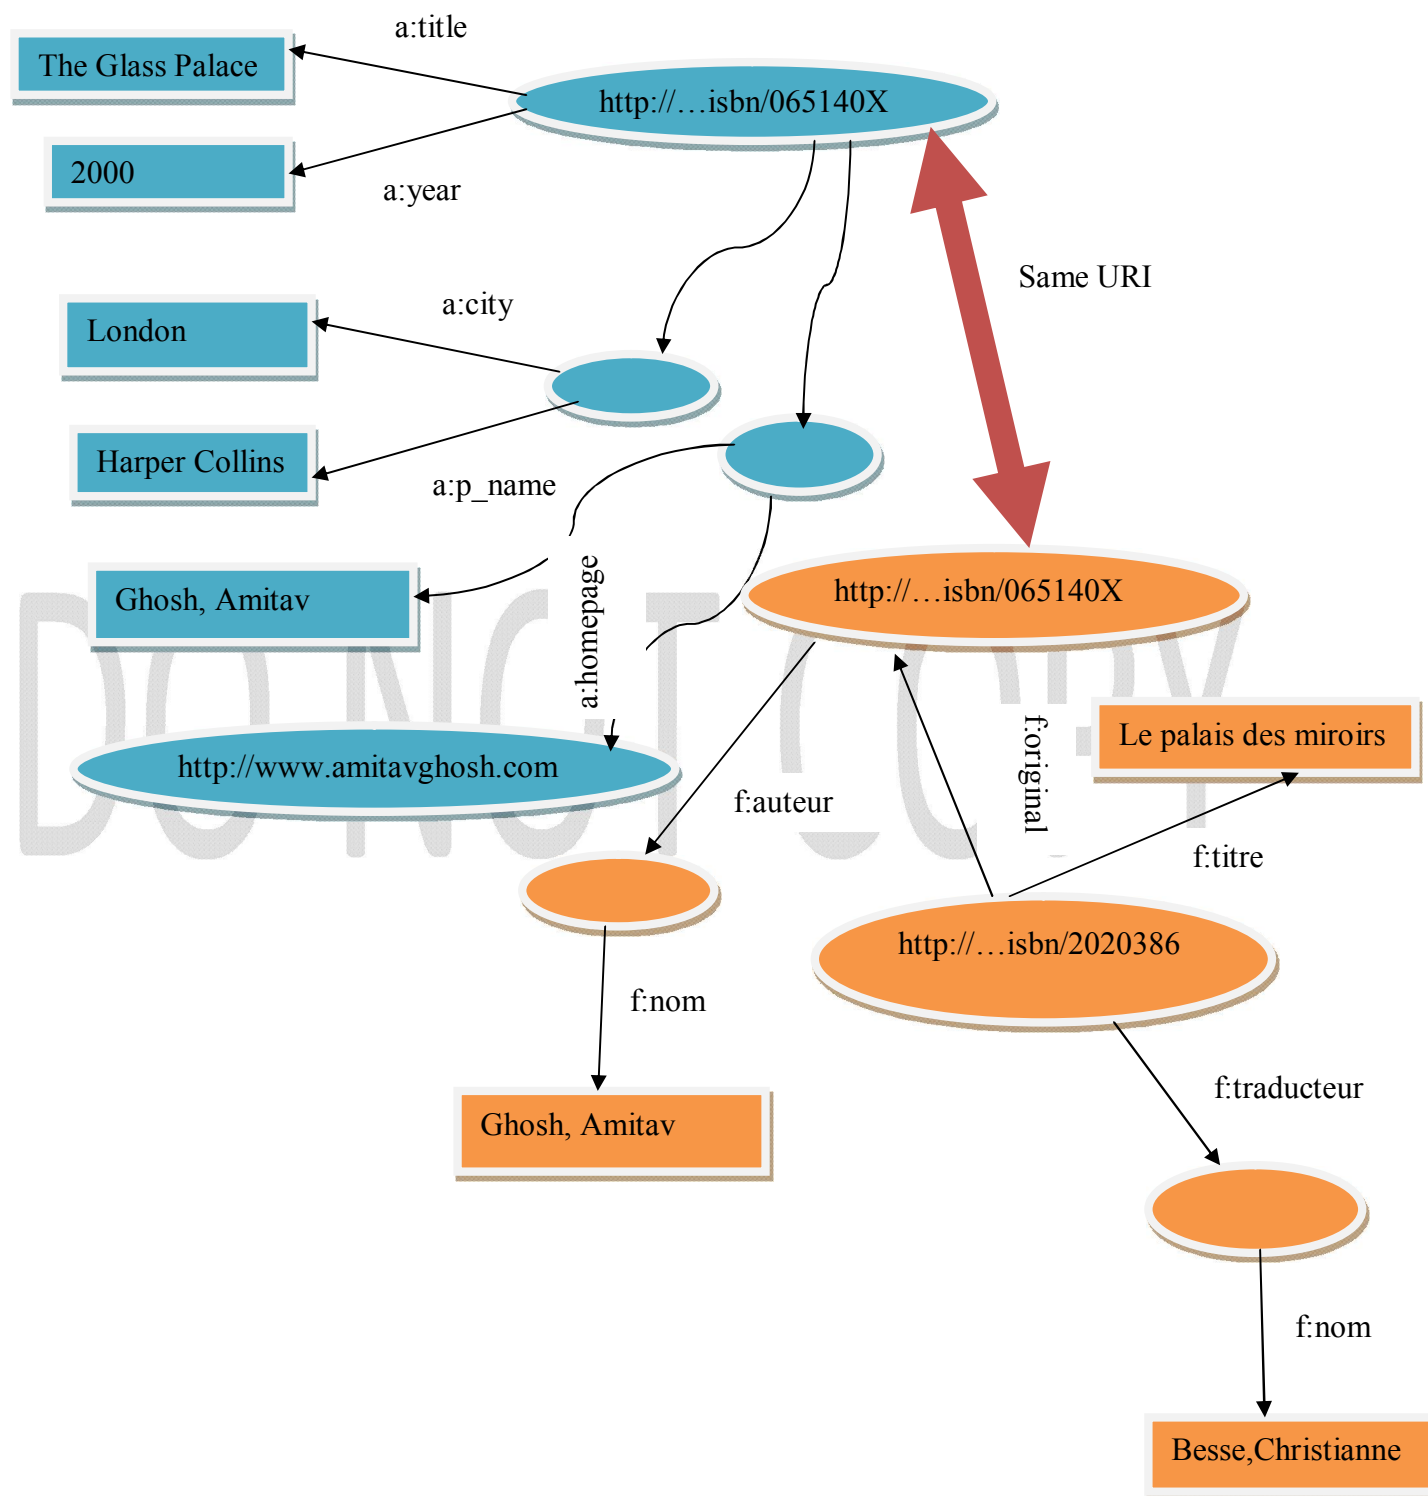 a:title
The Glass Palace
http://…isbn/065140X
2000
a:year
Same URI
a:city
London
Harper Collins
a:p_name
a:homepage
Ghosh, Amitav
http://…isbn/065140X
http://www.amitavghosh.com
f:original
Le palais des miroirs
f:auteur
f:titre
http://…isbn/2020386
f:nom
Ghosh, Amitav
f:traducteur
f:nom
Besse,Christianne
DO NOT COPY